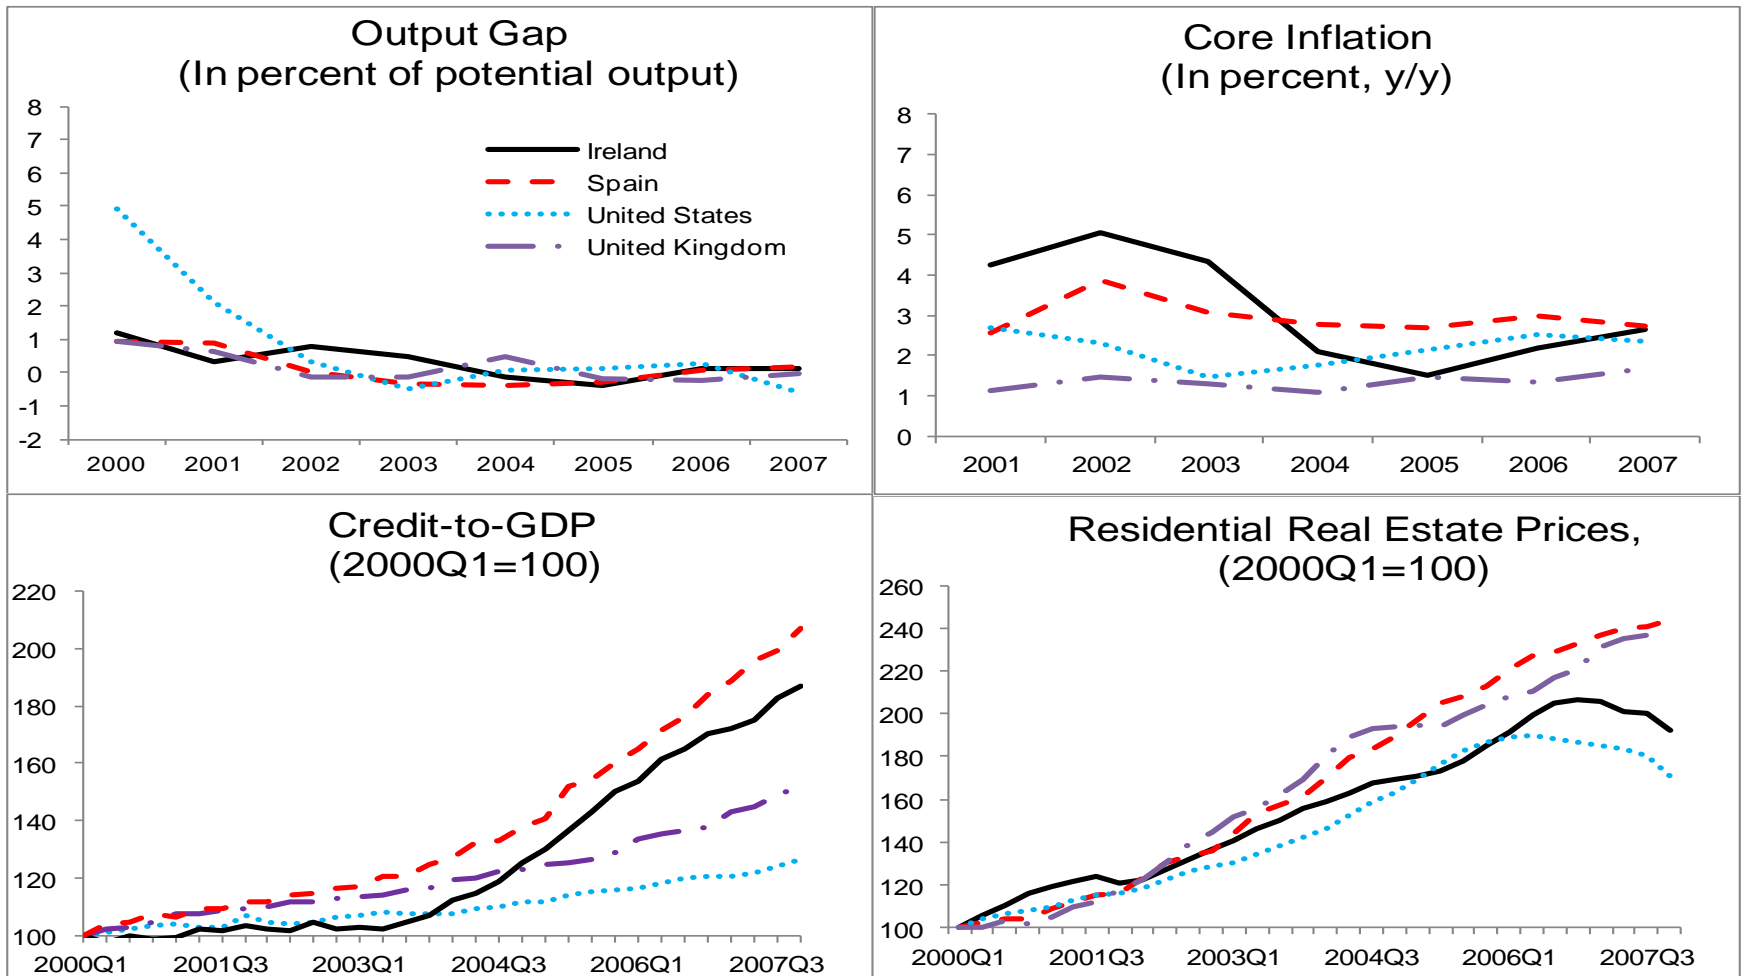 Output Gap
(In percent of potential output)
8
7
6
5
4
3
2
1
0
-1
-2
Ireland
Spain
United States
United Kingdom
2000 2001 2002 2003 2004 2005 2006 2007
Core Inflation
(In percent, y/y)
8
7
6
5
4
3
2
1
0
2001 2002 2003 2004 2005 2006 2007
Credit-to-GDP
(2000Q1=100)
220
200
180
160
140
120
100
2000Q1 2001Q3 2003Q1 2004Q3 2006Q1 2007Q3
Residential Real Estate Prices,
(2000Q1=100)
260
240
220
200
180
160
140
120
100
2000Q1 2001Q3 2003Q1 2004Q3 2006Q1 2007Q3